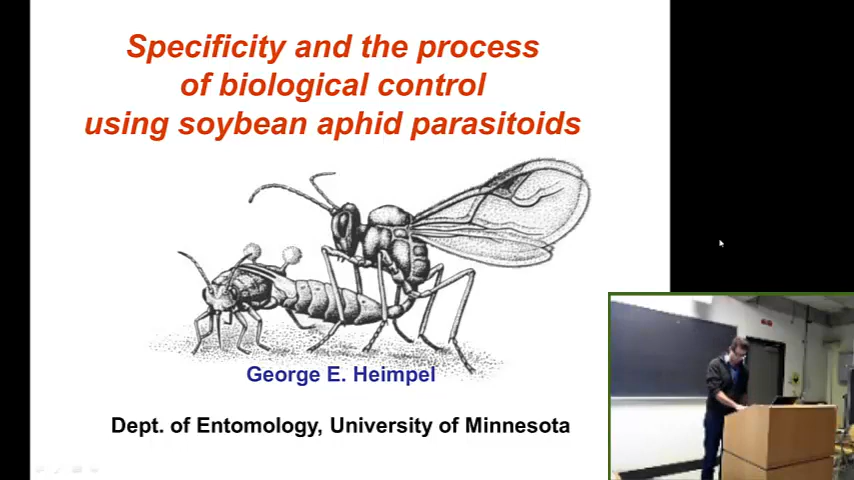 Specificity and the process
of biological control
using soybean aphid parasitoids
George E. Heimpel
Dept. of Entomology, University of Minnesota